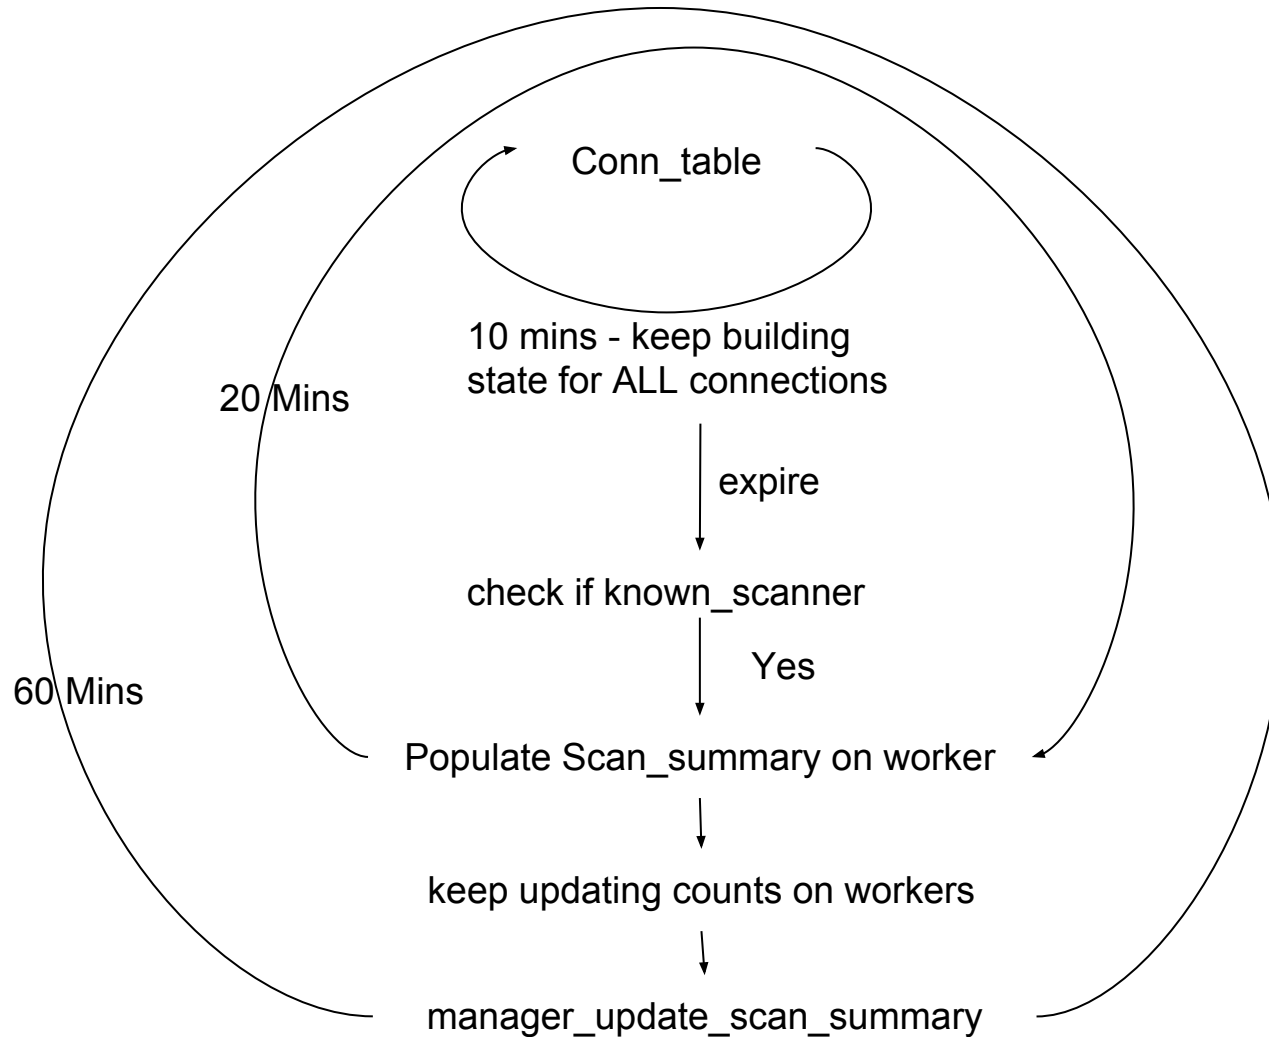 Conn_table
10 mins - keep building
state for ALL connections
20 Mins
expire
check if known_scanner
Yes
60 Mins
Populate Scan_summary on worker
keep updating counts on workers
manager_update_scan_summary